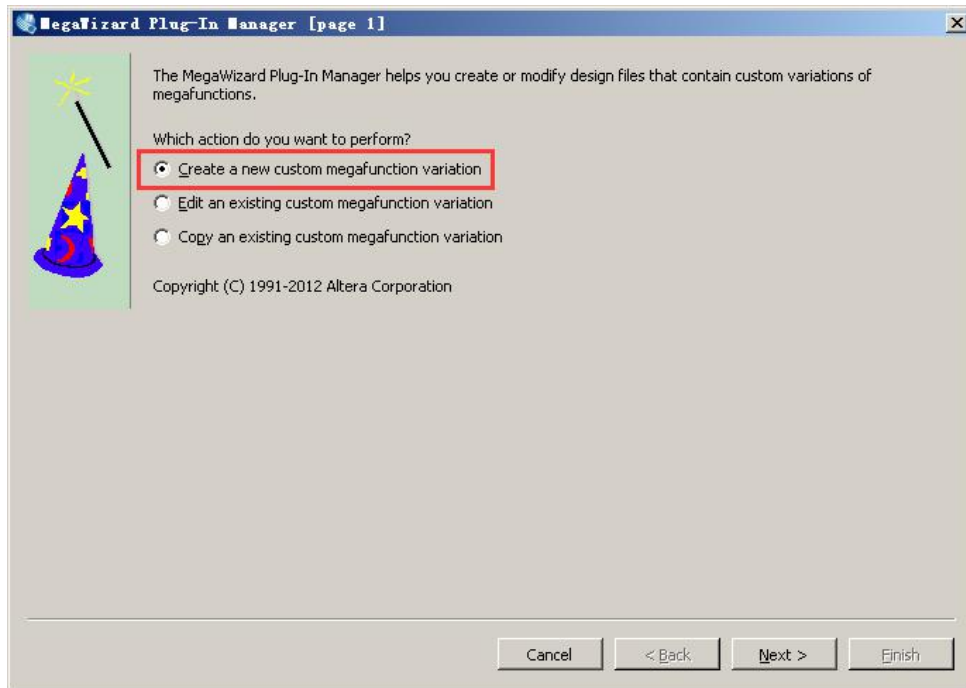 MegaWizard Plug-In Manager [page 1]
The MegaWizard Plug-In Manager helps you create or modify design files that contain custom variations of
megafunctions.
Which action do you want to perform?
Create a new custom megafunction variation
Edit an existing custom megafunction variation
Copy an existing custom megafunction variation
Copyright (C) 1991-2012 Altera Corporation
Cancel < Back Next > Finish